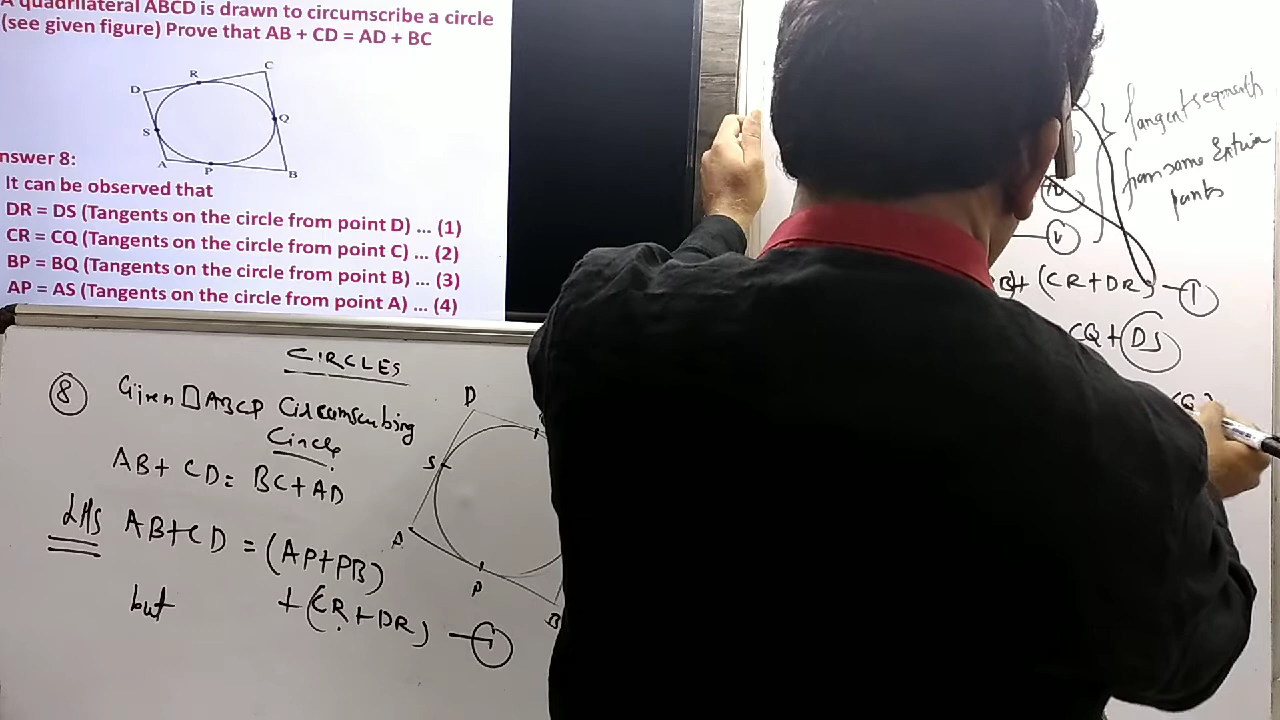 A quadrilateral ABCD is drawn to circumscribe a circle
(see given figure) Prove that AB + CD = AD + BC
R
C
D
Q
S
A
P
B
nswer 8:
It can be observed that
DR = DS (Tangents on the circle from point D) ... (1)
CR = CQ (Tangents on the circle from point C) ... (2)
BP = BQ (Tangents on the circle from point B) ... (3)
AP = AS (Tangents on the circle from point A) ... (4)
CIRCLES
8 Given □ABCD Circumscribing
Circle
AB+ CD= BC+AD
LHS AB+CD = (AP+PB)
but +(CR+DR) — 1
D
S
A
P
B
Tangent segments
from same
points
V
+ (CR+DR) — 1
CQ + DS